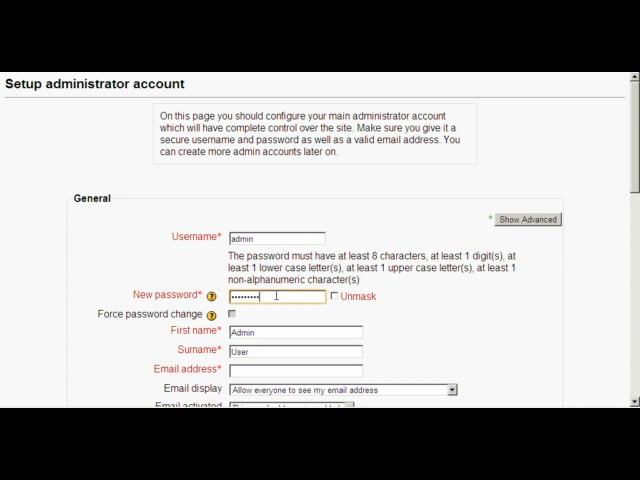 Setup administrator account
On this page you should configure your main administrator account
which will have complete control over the site. Make sure you give it a
secure username and password as well as a valid email address. You
can create more admin accounts later on.
General
* Show Advanced
Username* admin
The password must have at least 8 characters, at least 1 digit(s), at
least 1 lower case letter(s), at least 1 upper case letter(s), at least 1
non-alphanumeric character(s)
New password* ••••••••• Unmask
Force password change
First name* Admin
Surname* User
Email address*
Email display Allow everyone to see my email address
Email activated